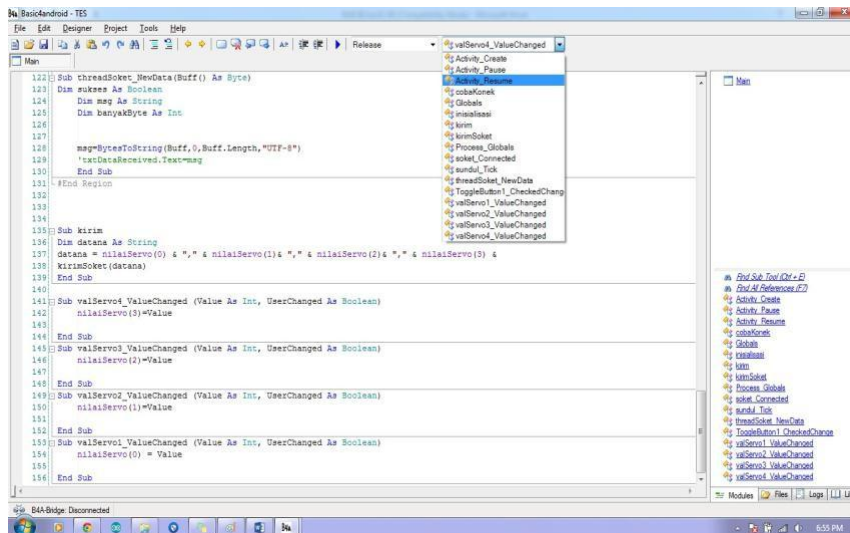 Basic4android - TES
File Edit Designer Project Tools Help
Release
valServo4_ValueChanged
Main
Activity_Create
Activity_Pause
Activity_Resume
cobaKonek
Globals
inisialisasi
kirim
kirimSoket
Process_Globals
soket_Connected
sundul_Tick
threadSoket_NewData
ToggleButton1_CheckedChang
valServo1_ValueChanged
valServo2_ValueChanged
valServo3_ValueChanged
valServo4_ValueChanged
122 Sub threadSoket_NewData(Buff() As Byte)
123 Dim sukses As Boolean
124 Dim msg As String
125 Dim banyakByte As Int
126
127
128 msg=BytesToString(Buff,0,Buff.Length,"UTF-8")
129 'txtDataReceived.Text=msg
130 End Sub
131 #End Region
132
133
134
135 Sub kirim
136 Dim datana As String
137 datana = nilaiServo(0) & "," & nilaiServo(1)& "," & nilaiServo(2)& "," & nilaiServo(3) &
138 kirimSoket(datana)
139 End Sub
140
141 Sub valServo4_ValueChanged (Value As Int, UserChanged As Boolean)
142 nilaiServo(3)=Value
143
144 End Sub
145 Sub valServo3_ValueChanged (Value As Int, UserChanged As Boolean)
146 nilaiServo(2)=Value
147
148 End Sub
149 Sub valServo2_ValueChanged (Value As Int, UserChanged As Boolean)
150 nilaiServo(1)=Value
151
152 End Sub
153 Sub valServo1_ValueChanged (Value As Int, UserChanged As Boolean)
154 nilaiServo(0) = Value
155
156 End Sub
Main
Find Sub Tool (Ctrl + E)
Find All References (F7)
Activity_Create
Activity_Pause
Activity_Resume
cobaKonek
Globals
inisialisasi
kirim
kirimSoket
Process_Globals
soket_Connected
sundul_Tick
threadSoket_NewData
ToggleButton1_CheckedChange
valServo1_ValueChanged
valServo2_ValueChanged
valServo3_ValueChanged
valServo4_ValueChanged
Modules Files Logs Li
B4A-Bridge: Disconnected
B4a
6:55 PM